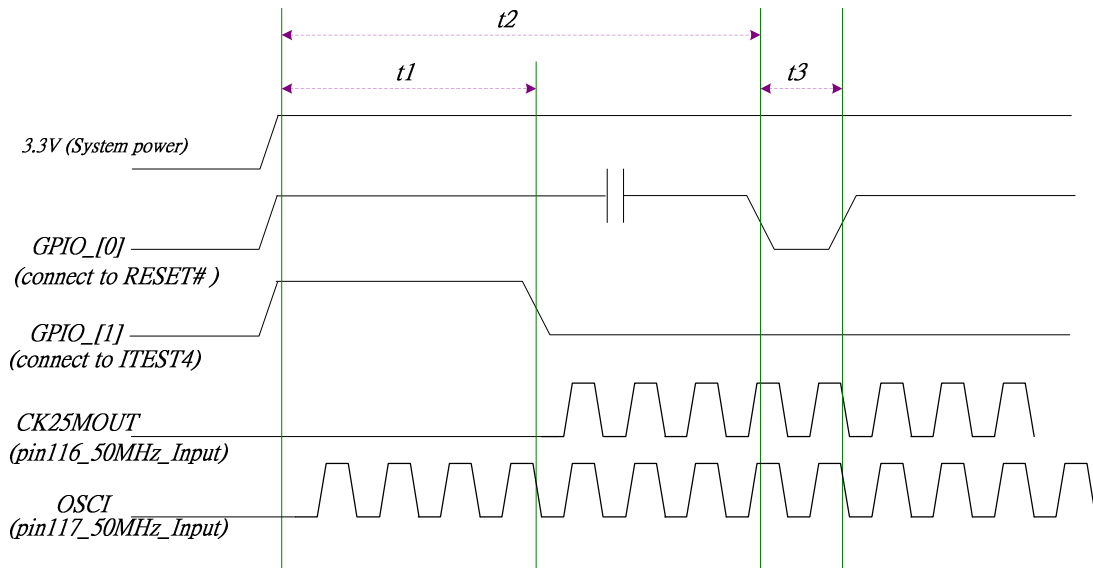 t2
t1
t3
3.3V (System power)
GPIO_[0]
(connect to RESET# )
GPIO_[1]
(connect to ITEST4)
CK25MOUT
(pin116_50MHz_Input)
OSCI
(pin117_50MHz_Input)